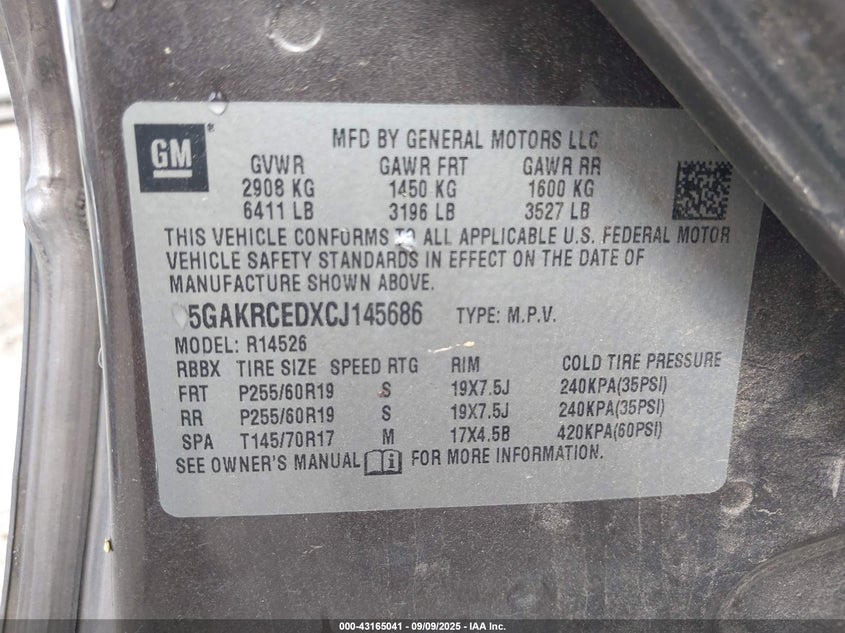 GM ®
MFD BY GENERAL MOTORS LLC
GVWR GAWR FRT GAWR RR
2908 KG 1450 KG 1600 KG
6411 LB 3196 LB 3527 LB
THIS VEHICLE CONFORMS TO ALL APPLICABLE U.S. FEDERAL MOTOR
VEHICLE SAFETY STANDARDS IN EFFECT ON THE DATE OF
MANUFACTURE SHOWN ABOVE.
5GAKRCEDXCJ145686 TYPE: M.P.V.
MODEL: R14526
RBBX TIRE SIZE SPEED RTG RIM COLD TIRE PRESSURE
FRT P255/60R19 S 19X7.5J 240KPA(35PSI)
RR P255/60R19 S 19X7.5J 240KPA(35PSI)
SPA T145/70R17 M 17X4.5B 420KPA(60PSI)
SEE OWNER'S MANUAL i FOR MORE INFORMATION.
000-43165041 - 09/09/2025 - IAA Inc.